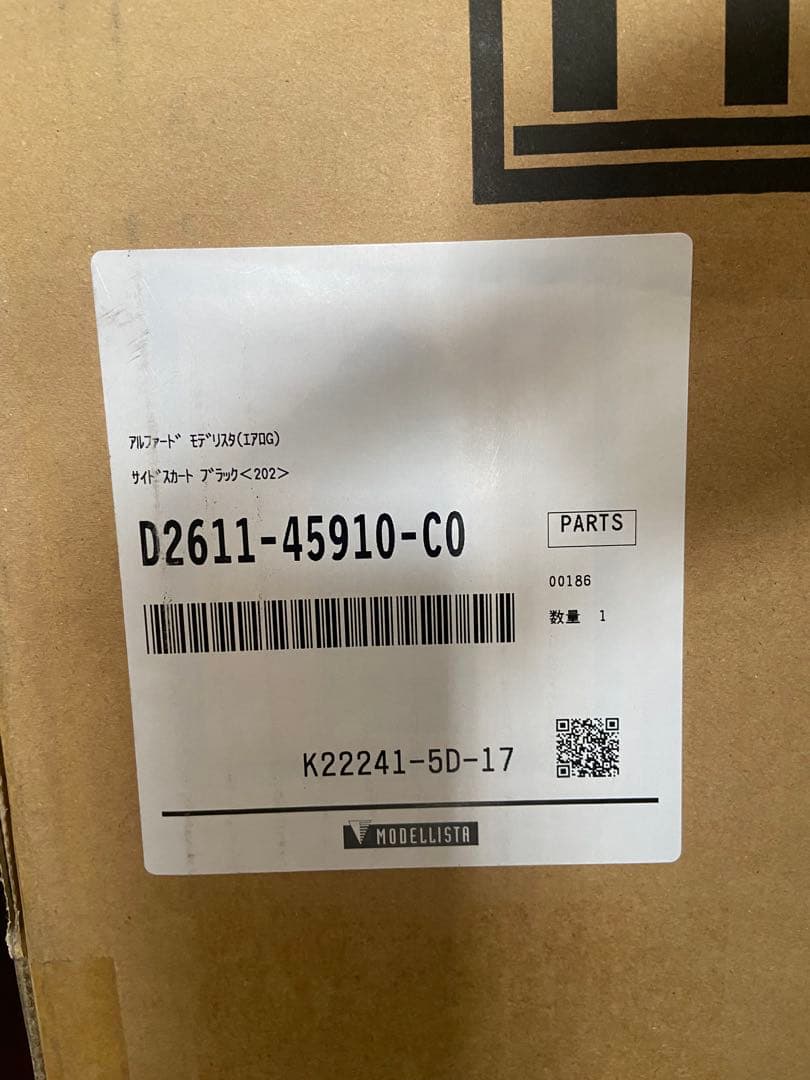 ｱﾙﾌｧｰﾄﾞ ﾓﾃﾞﾘｽﾀ(ｴｱﾛG)
ｻｲﾄﾞｽｶｰﾄ ﾌﾞﾗｯｸ<202>
D2611-45910-C0
PARTS
00186
数量 1
K22241-5D-17
MODELLISTA